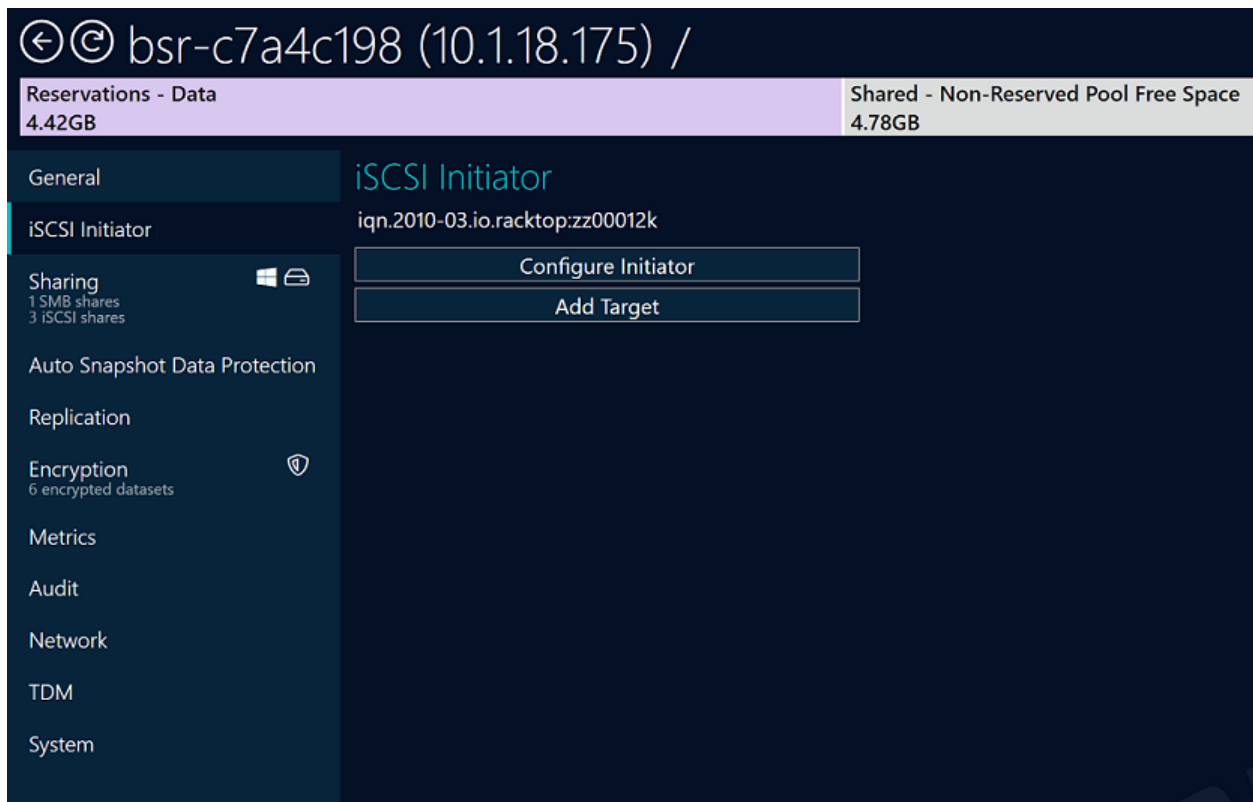 bsr-c7a4c198 (10.1.18.175) /
Reservations - Data
4.42GB
Shared - Non-Reserved Pool Free Space
4.78GB
General
iSCSI Initiator
Sharing
1 SMB shares
3 iSCSI shares
Auto Snapshot Data Protection
Replication
Encryption
6 encrypted datasets
Metrics
Audit
Network
TDM
System
iSCSI Initiator
iqn.2010-03.io.racktop:zz00012k
Configure Initiator
Add Target